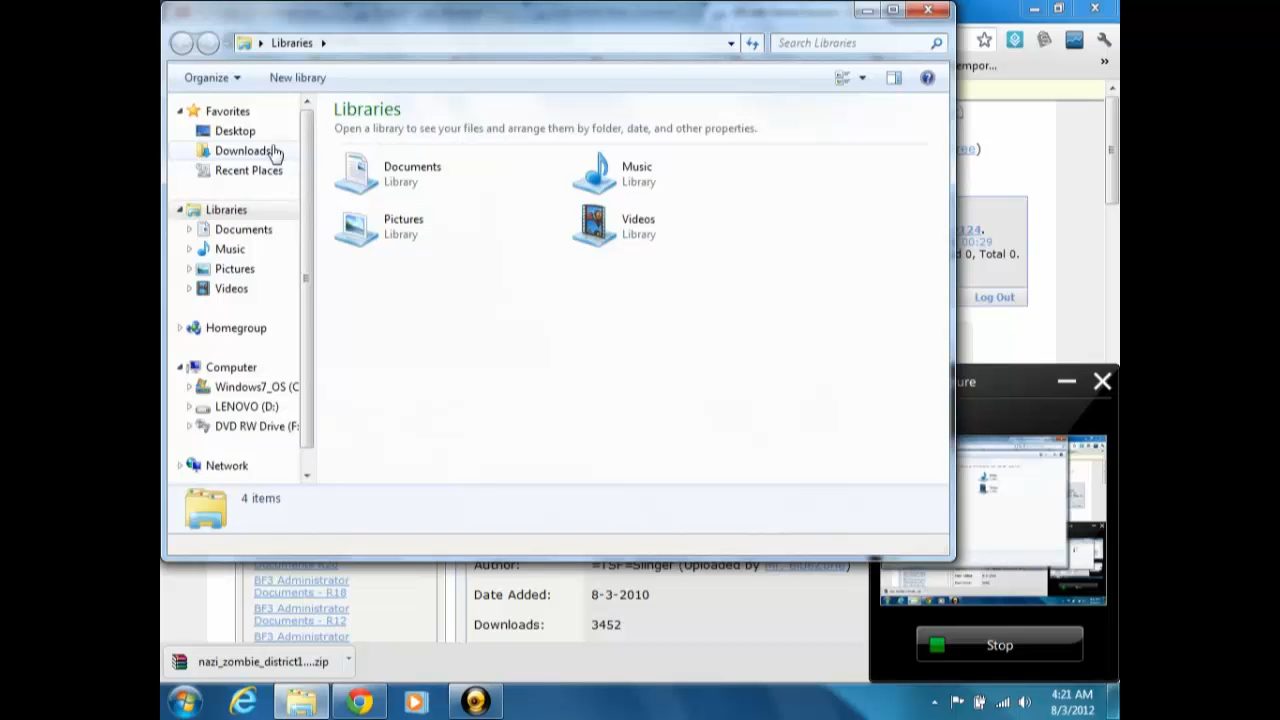 Libraries
Search Libraries
Organize
New library
empor...
Favorites
Desktop
Downloads
Recent Places
Libraries
Documents
Music
Pictures
Videos
Homegroup
Computer
Windows7_OS (C
LENOVO (D:)
DVD RW Drive (F:
Network
Libraries
Open a library to see your files and arrange them by folder, date, and other properties.
Documents
Library
Music
Library
Pictures
Library
Videos
Library
4 items
ee)
124.
00:29
d 0, Total 0.
Log Out
ure
Stop
BF3 Administrator
Documents - R18
BF3 Administrator
Documents - R12
BF3 Administrator
Author:
=TSF=Slinger (Uploaded by
Date Added:
8-3-2010
Downloads:
3452
nazi_zombie_district1....zip
4:21 AM
8/3/2012